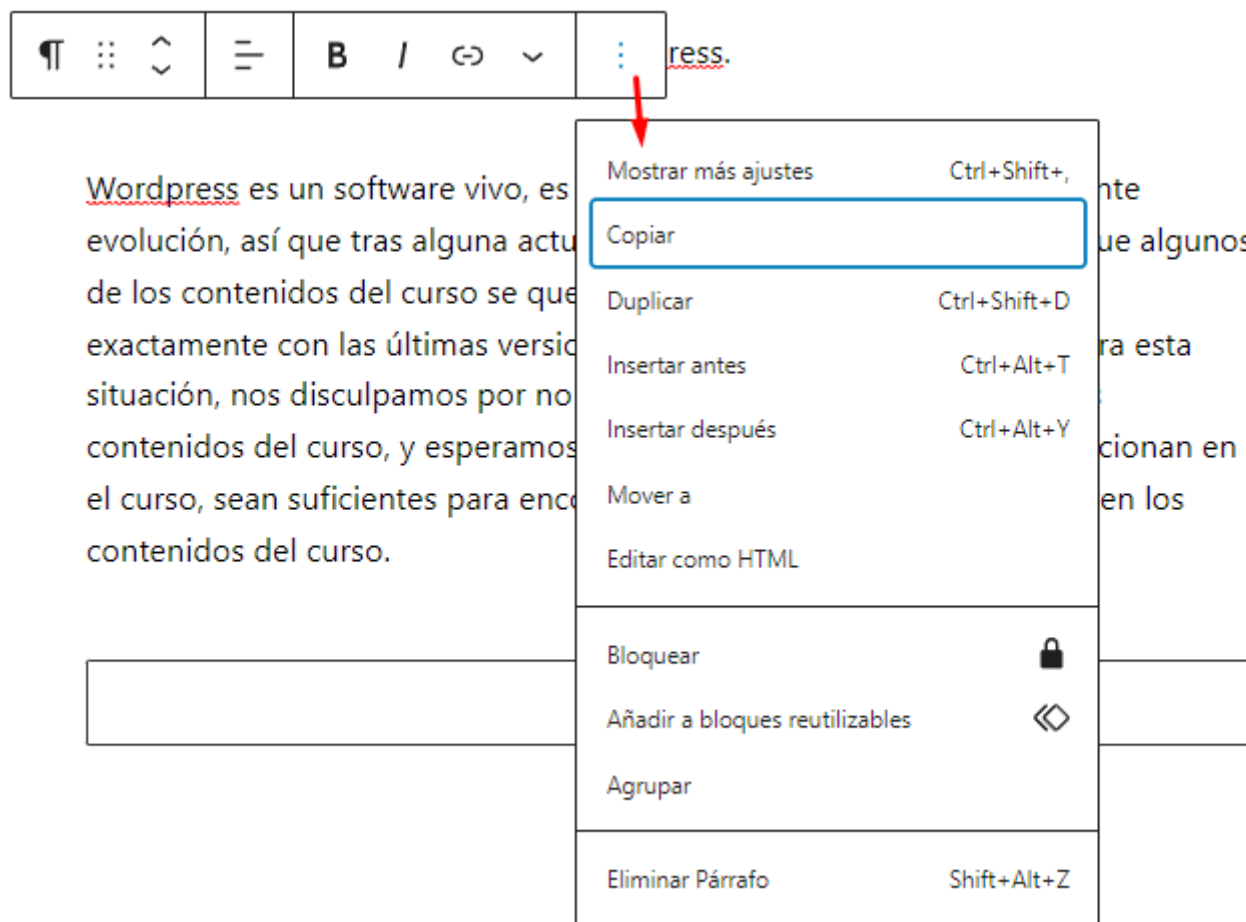 B I
ress.
Wordpress es un software vivo, es
nte
evolución, así que tras alguna actu
ue algunos
de los contenidos del curso se que
exactamente con las últimas versio
ra esta
situación, nos disculpamos por no
contenidos del curso, y esperamos
cionan en
el curso, sean suficientes para enco
en los
contenidos del curso.
Mostrar más ajustes Ctrl+Shift+,
Copiar
Duplicar Ctrl+Shift+D
Insertar antes Ctrl+Alt+T
Insertar después Ctrl+Alt+Y
Mover a
Editar como HTML
Bloquear
Añadir a bloques reutilizables
Agrupar
Eliminar Párrafo Shift+Alt+Z